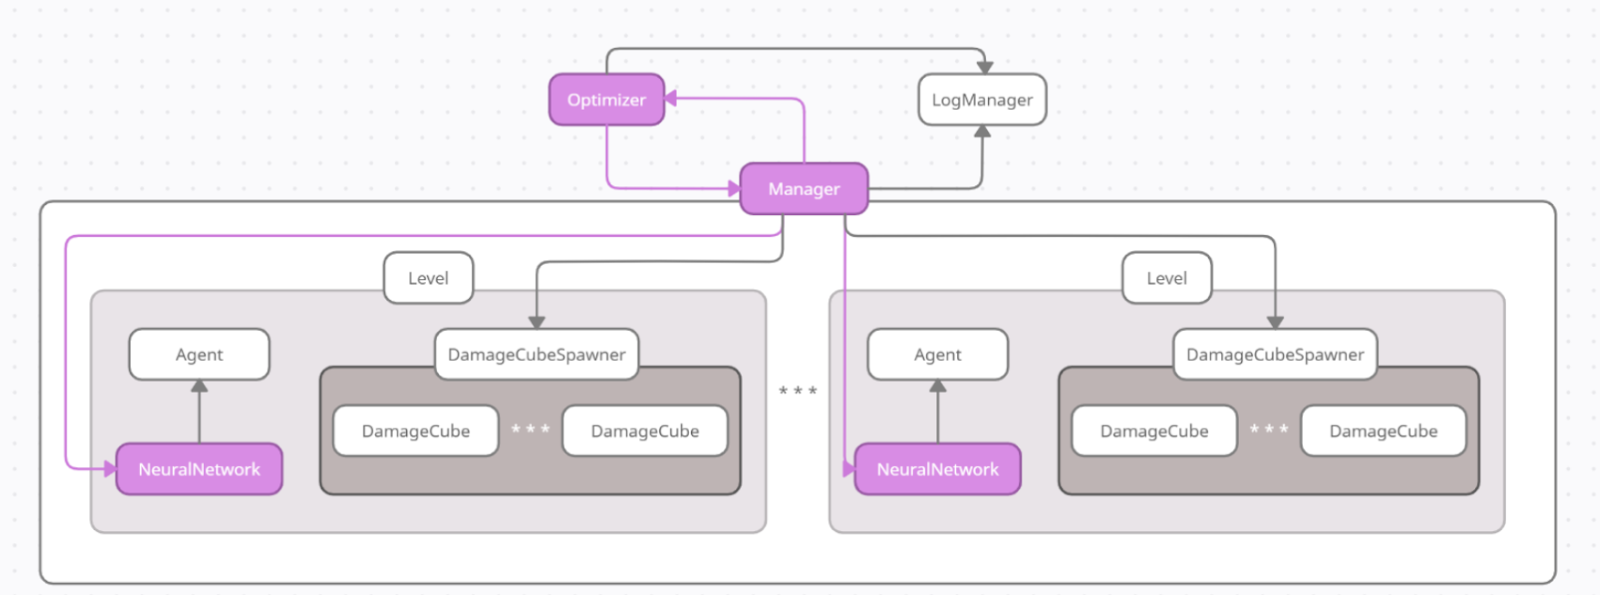 Optimizer
LogManager
Manager
Level
Level
Agent
DamageCubeSpawner
Agent
DamageCubeSpawner
***
DamageCube *** DamageCube
DamageCube *** DamageCube
NeuralNetwork
NeuralNetwork